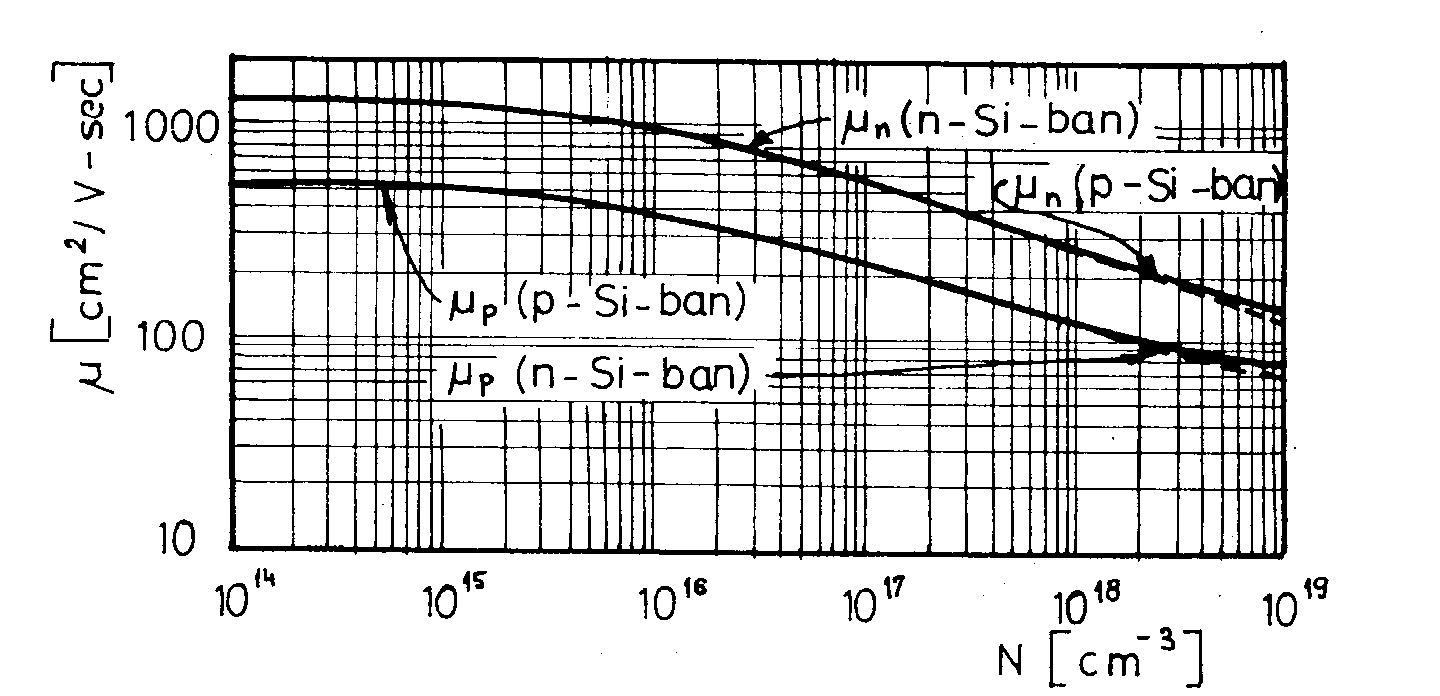 μ [cm²/V-sec]
1000
100
10
μn (n-Si-ban)
μn (p-Si-ban)
μp (p-Si-ban)
μp (n-Si-ban)
10¹⁴ 10¹⁵ 10¹⁶ 10¹⁷ 10¹⁸ 10¹⁹
N [cm⁻³]